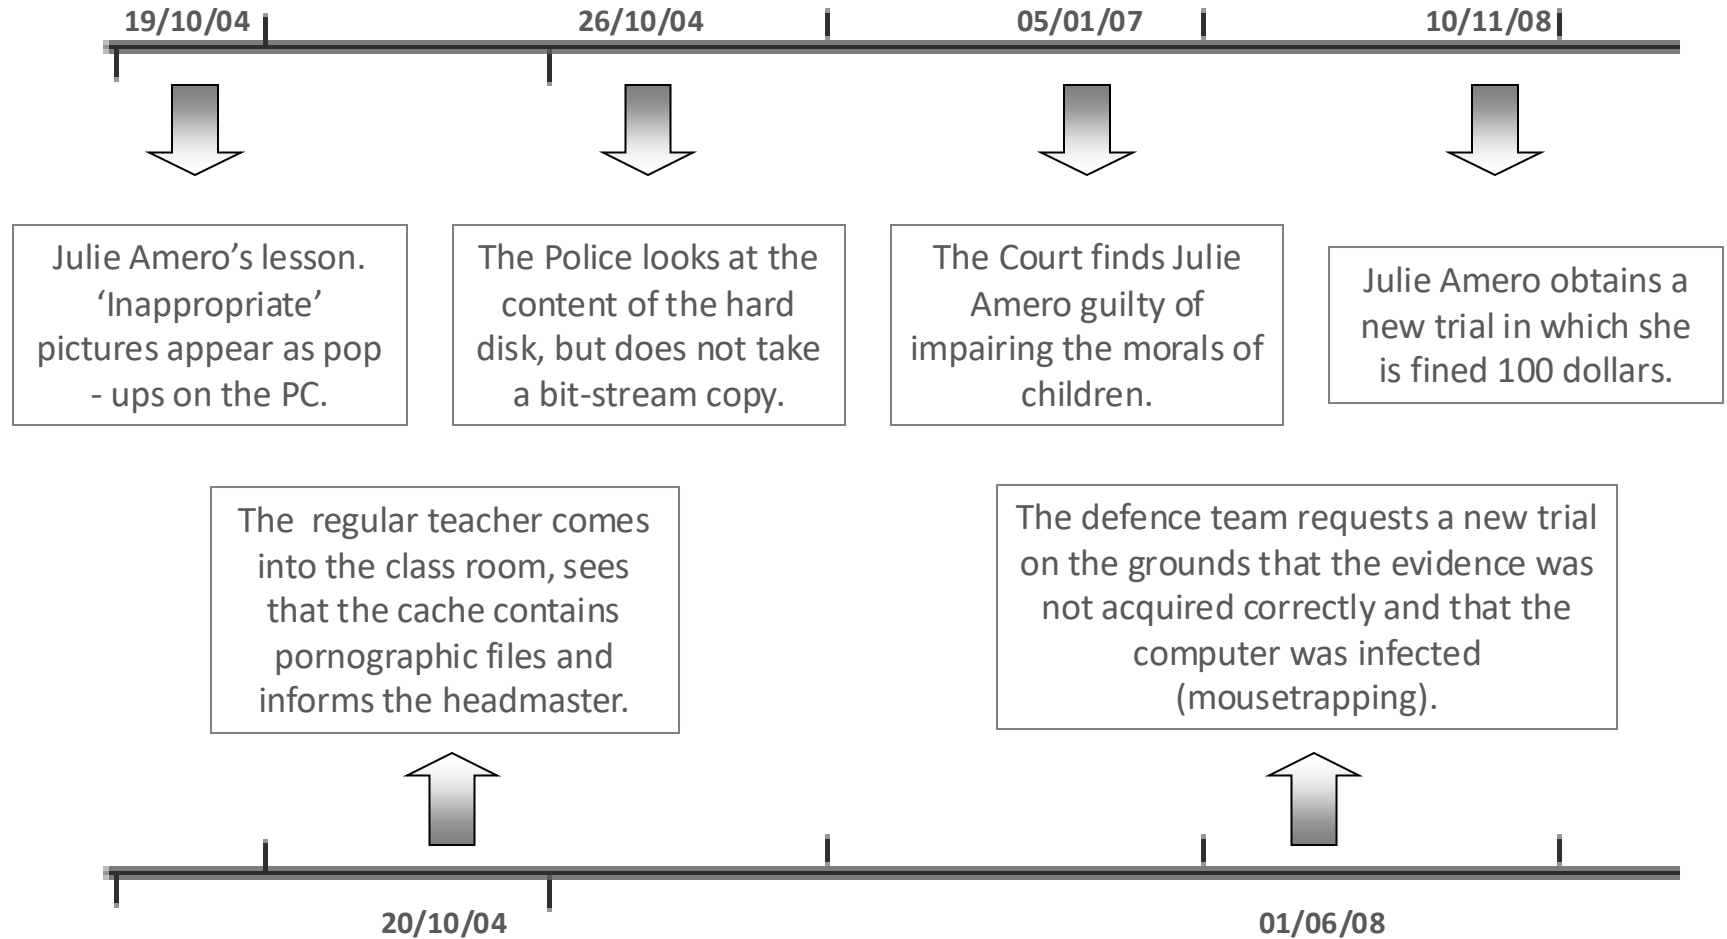 19/10/04
26/10/04
05/01/07
10/11/08
Julie Amero’s lesson.
‘Inappropriate’
pictures appear as pop
- ups on the PC.
The Police looks at the
content of the hard
disk, but does not take
a bit-stream copy.
The Court finds Julie
Amero guilty of
impairing the morals of
children.
Julie Amero obtains a
new trial in which she
is fined 100 dollars.
The  regular teacher comes
into the class room, sees
that the cache contains
pornographic files and
informs the headmaster.
The defence team requests a new trial
on the grounds that the evidence was
not acquired correctly and that the
computer was infected
(mousetrapping).
20/10/04
01/06/08